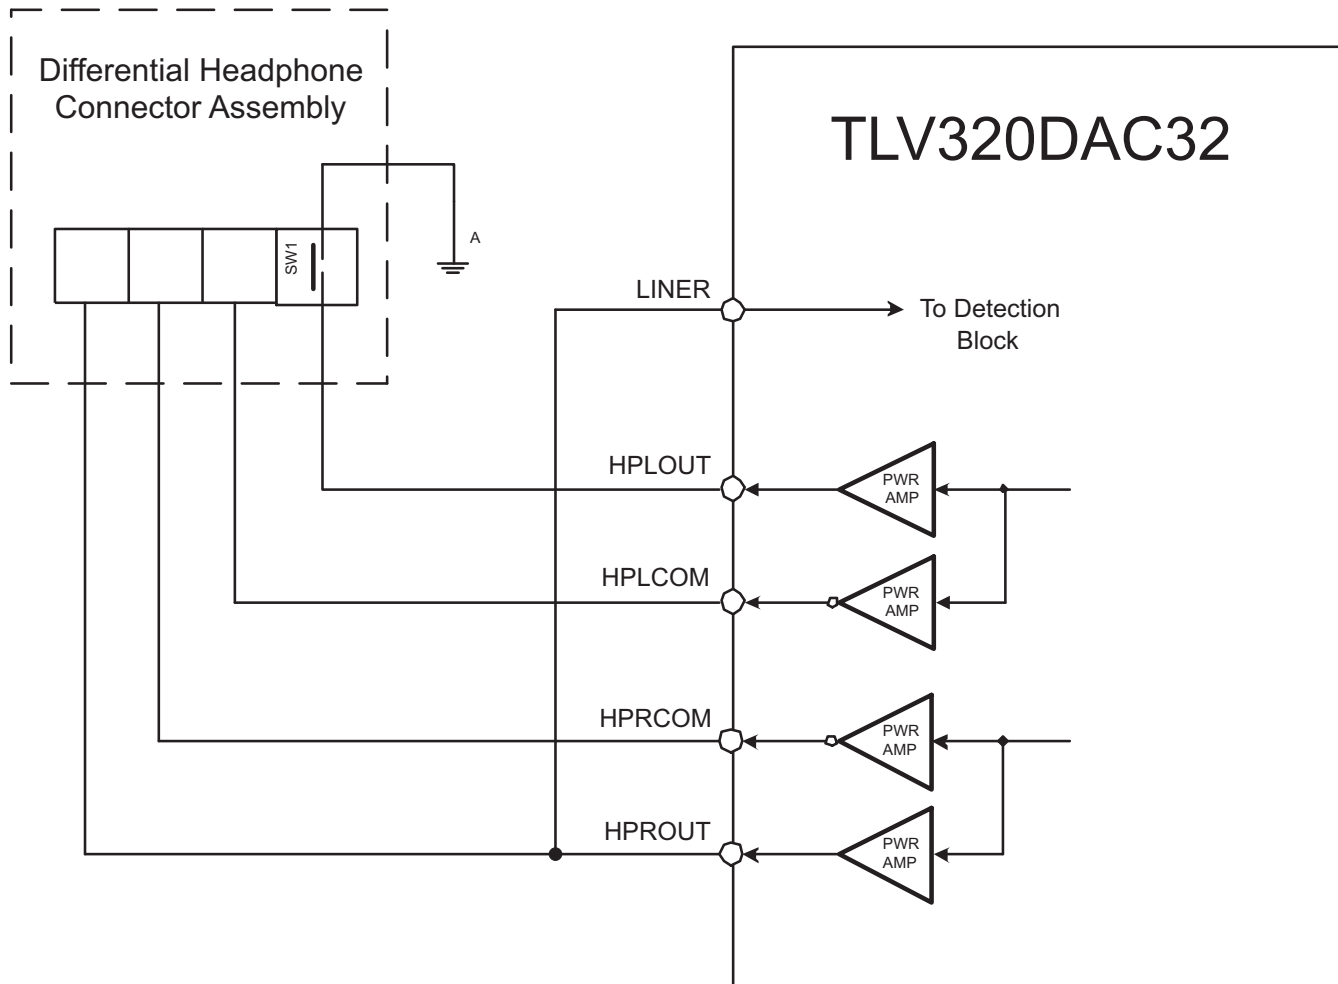 Differential Headphone
Connector Assembly
TLV320DAC32
SW1
A
LINER
To Detection
Block
HPLOUT
PWR
AMP
HPLCOM
PWR
AMP
HPRCOM
PWR
AMP
HPROUT
PWR
AMP